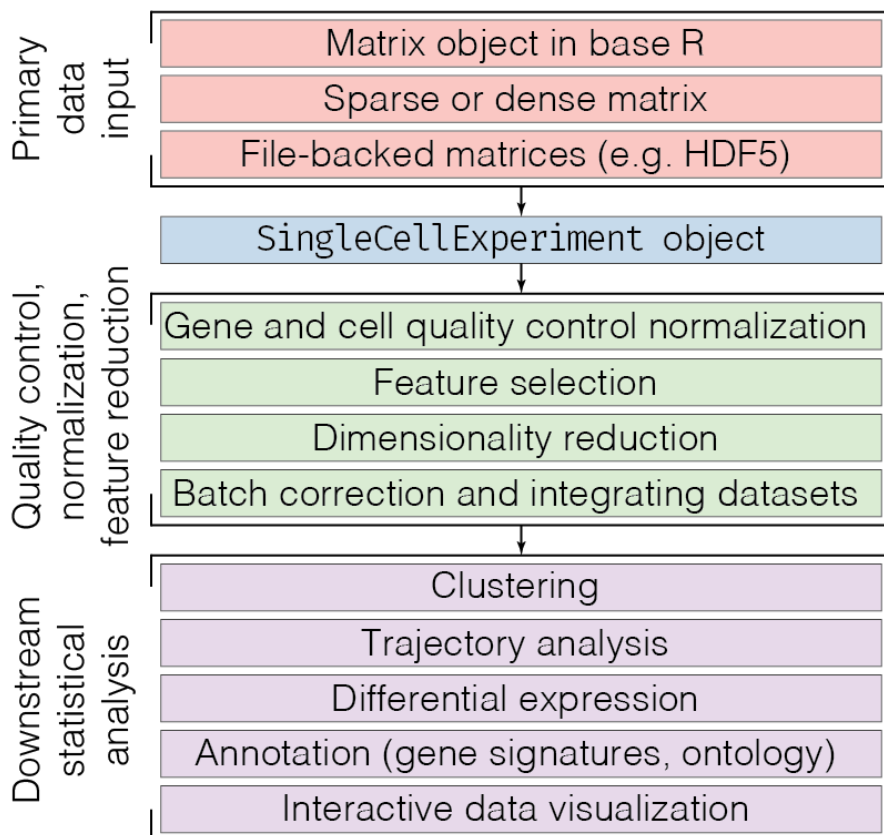 Primary
data
input
Matrix object in base R
Sparse or dense matrix
File-backed matrices (e.g. HDF5)
SingleCellExperiment object
Quality control,
normalization,
feature reduction
Gene and cell quality control normalization
Feature selection
Dimensionality reduction
Batch correction and integrating datasets
Downstream
statistical
analysis
Clustering
Trajectory analysis
Differential expression
Annotation (gene signatures, ontology)
Interactive data visualization